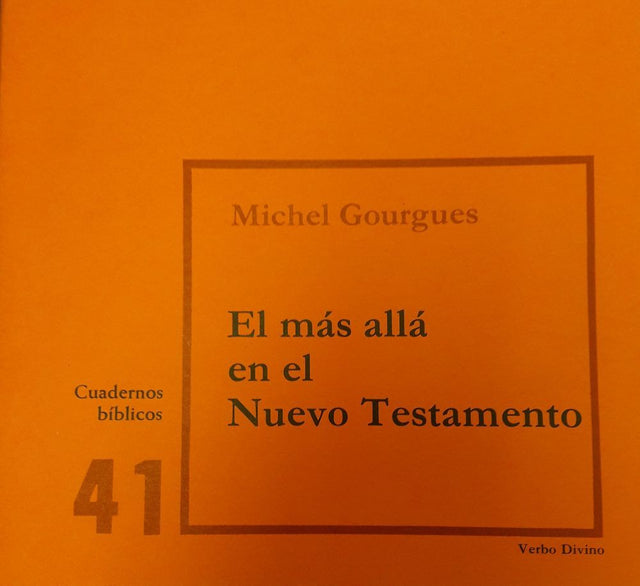 Michel Gourgues
El más allá
en el
Nuevo Testamento
Cuadernos
bíblicos
41
Verbo Divino